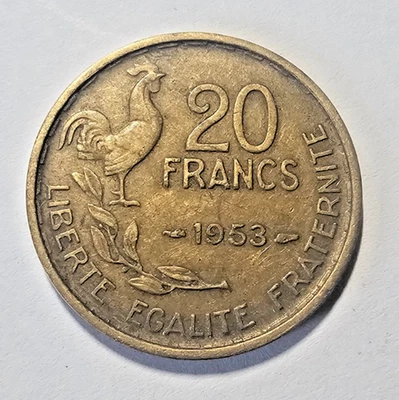 20
FRANCS
1953
LIBERTE EGALITE FRATERNITE